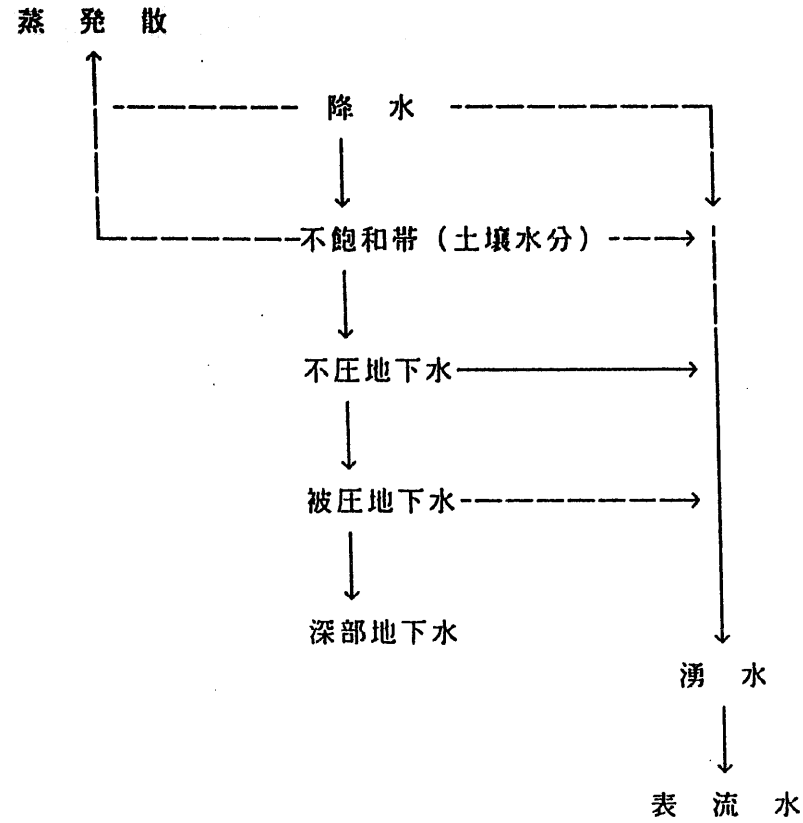 蒸発散
降水
不飽和帯(土壌水分)
不圧地下水
被圧地下水
深部地下水
湧水
表流水